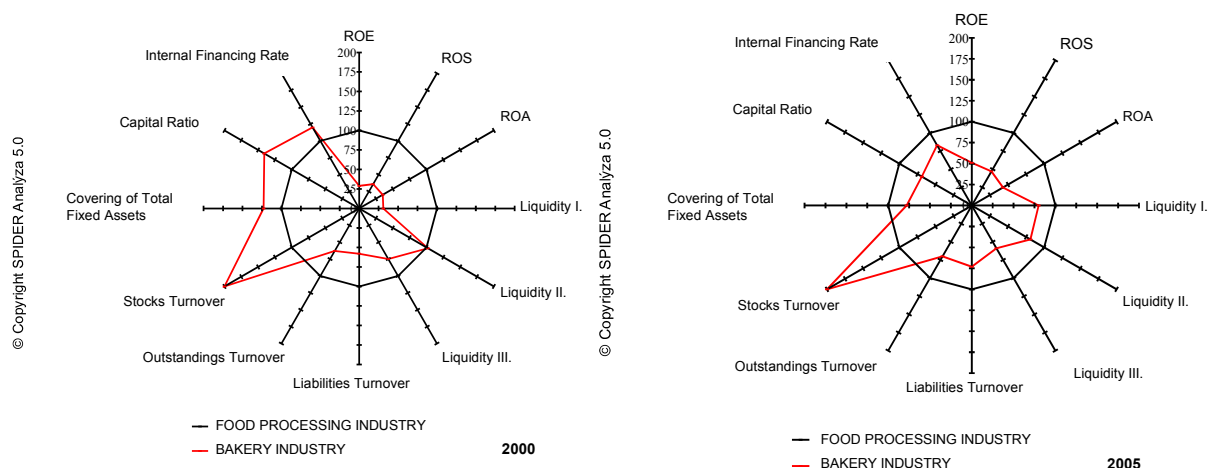 ROE
200
175
150
125
100
75
50
25
0
ROS
ROA
Liquidity I.
Liquidity II.
Liquidity III.
Liabilities Turnover
Outstandings Turnover
Stocks Turnover
Covering of Total
Fixed Assets
Capital Ratio
Internal Financing Rate
© Copyright SPIDER Analyza 5.0
FOOD PROCESSING INDUSTRY
BAKERY INDUSTRY
2000
ROE
200
175
150
125
100
75
50
25
0
ROS
ROA
Liquidity I.
Liquidity II.
Liquidity III.
Liabilities Turnover
Outstandings Turnover
Stocks Turnover
Covering of Total
Fixed Assets
Capital Ratio
Internal Financing Rate
© Copyright SPIDER Analyza 5.0
FOOD PROCESSING INDUSTRY
BAKERY INDUSTRY
2005